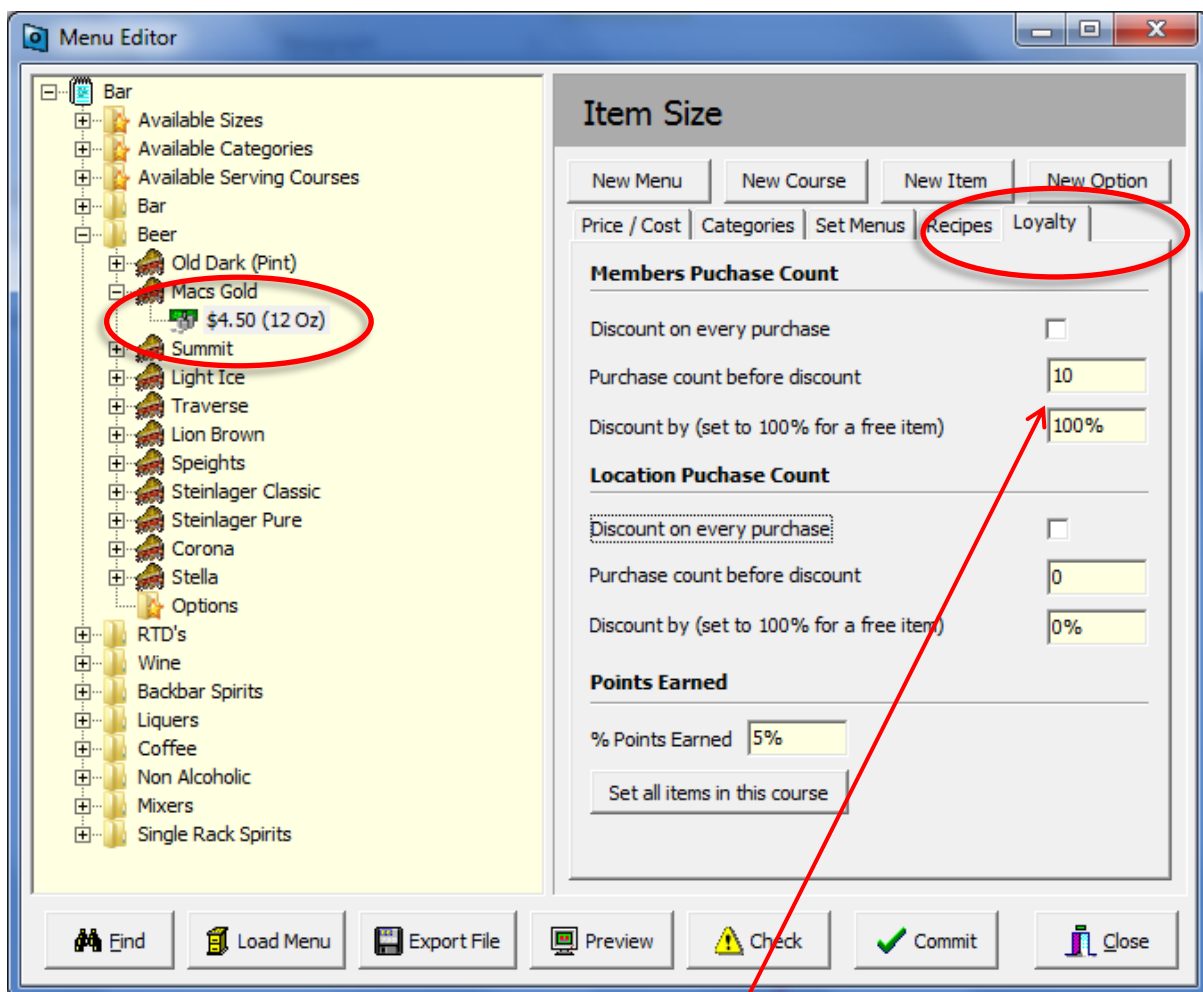 Menu Editor
Bar
Available Sizes
Available Categories
Available Serving Courses
Bar
Beer
Old Dark (Pint)
Macs Gold
$4.50 (12 Oz)
Summit
Light Ice
Traverse
Lion Brown
Speights
Steinlager Classic
Steinlager Pure
Corona
Stella
Options
RTD's
Wine
Backbar Spirits
Liquers
Coffee
Non Alcoholic
Mixers
Single Rack Spirits
Item Size
New Menu New Course New Item New Option
Price / Cost Categories Set Menus Recipes Loyalty
Members Puchase Count
Discount on every purchase
Purchase count before discount 10
Discount by (set to 100% for a free item) 100%
Location Puchase Count
Discount on every purchase
Purchase count before discount 0
Discount by (set to 100% for a free item) 0%
Points Earned
% Points Earned 5%
Set all items in this course
Find Load Menu Export File Preview Check Commit Close